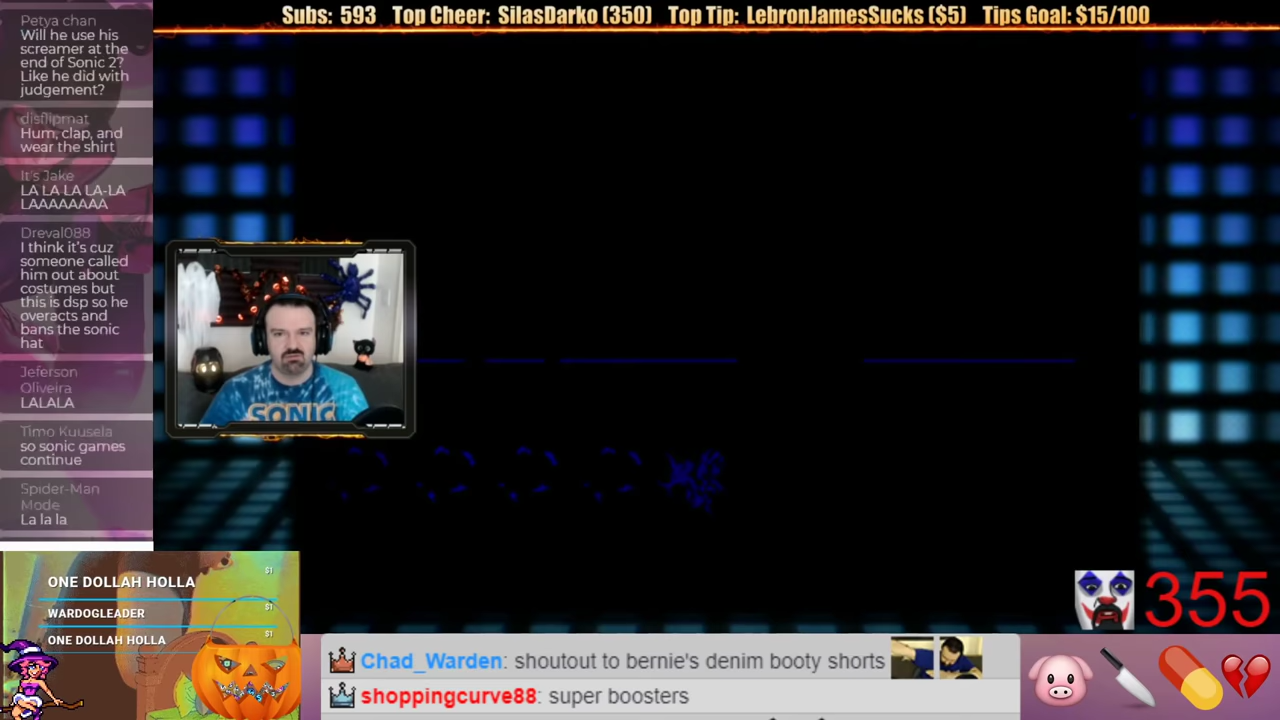 Subs: 593 Top Cheer: SilasDarko (350) Top Tip: LebronJamesSucks ($5) Tips Goal: $15/100
Petya chan
Will he use his
screamer at the
end of Sonic 2?
Like he did with
judgement?
disflipmat
Hum, clap, and
wear the shirt
It's Jake
LA LA LA LA-LA
LAAAAAAAA
Dreval088
I think it's cuz
someone called
him out about
costumes but
this is dsp so he
overacts and
bans the sonic
hat
Jeferson
Oliveira
LALALA
Timo Kuusela
so sonic games
continue
Spider-Man
Mode
La la la
SONIC
ONE DOLLAH HOLLA $1
WARDOGLEADER $1
ONE DOLLAH HOLLA $1
355
Chad_Warden: shoutout to bernie's denim booty shorts
shoppingcurve88: super boosters